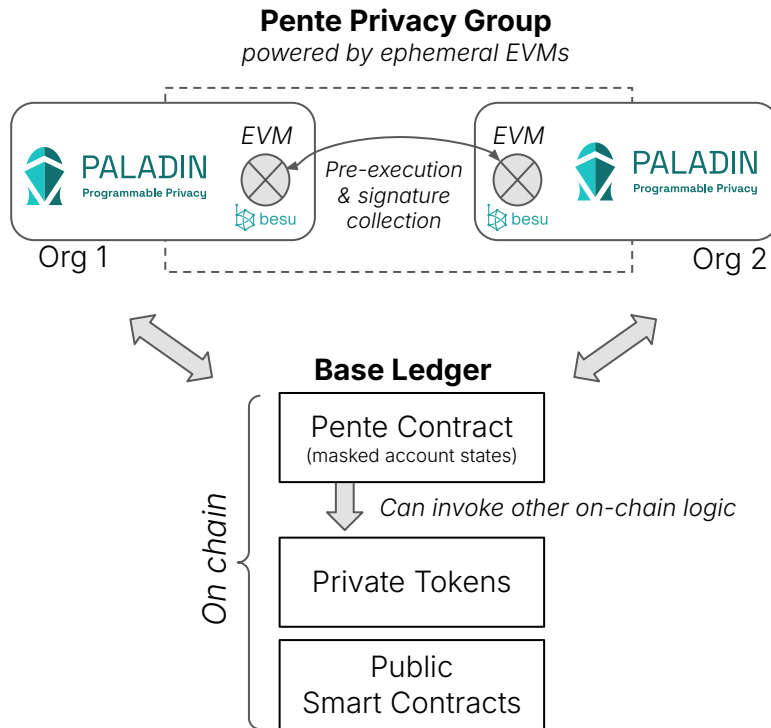 Pente Privacy Group
powered by ephemeral EVMs
PALADIN
Programmable Privacy
EVM
besu
Pre-execution
& signature
collection
EVM
besu
PALADIN
Programmable Privacy
Org 1
Org 2
Base Ledger
On chain
Pente Contract
(masked account states)
Can invoke other on-chain logic
Private Tokens
Public
Smart Contracts